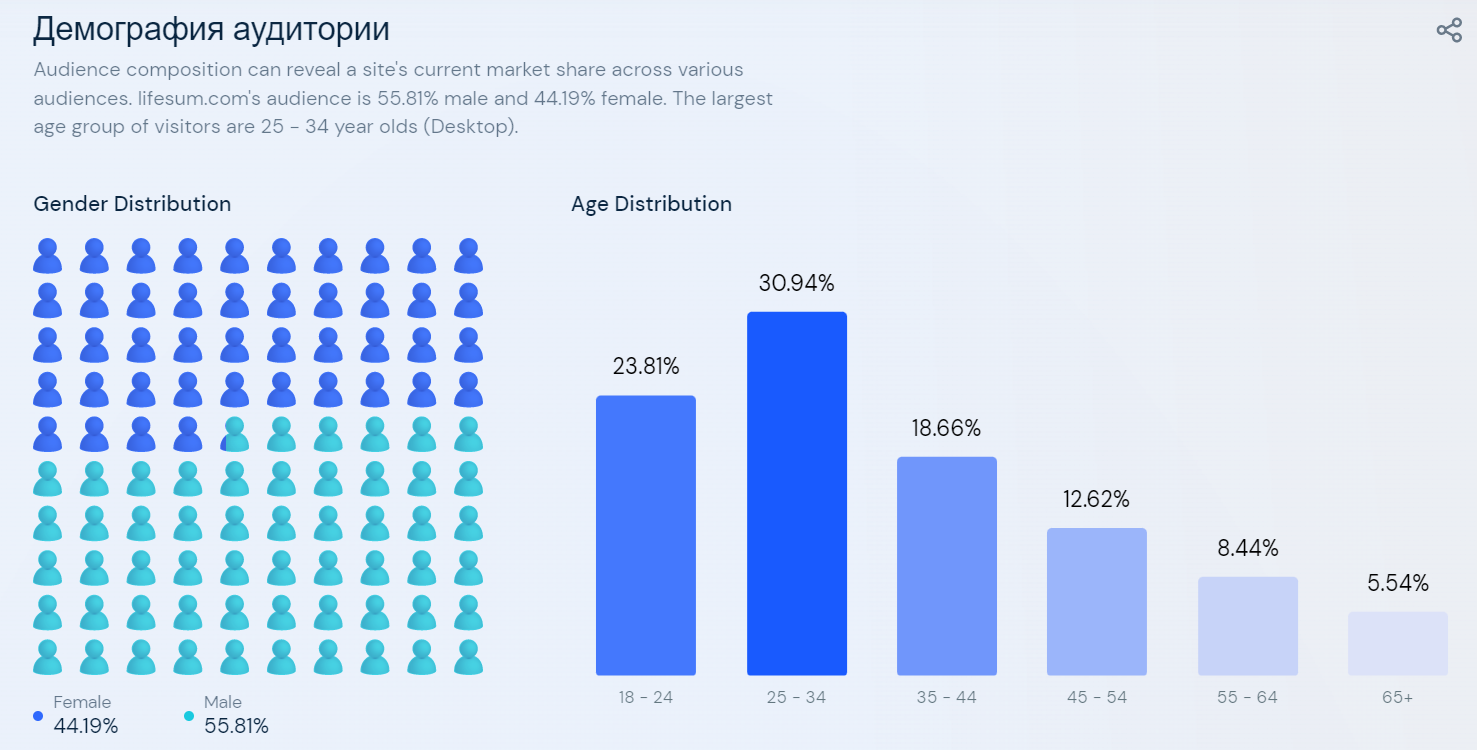 Демография аудитории
Audience composition can reveal a site's current market share across various
audiences. lifesum.com's audience is 55.81% male and 44.19% female. The largest
age group of visitors are 25 - 34 year olds (Desktop).
Gender Distribution
Female
44.19%
Male
55.81%
Age Distribution
23.81%
30.94%
18.66%
12.62%
8.44%
5.54%
18 - 24
25 - 34
35 - 44
45 - 54
55 - 64
65+